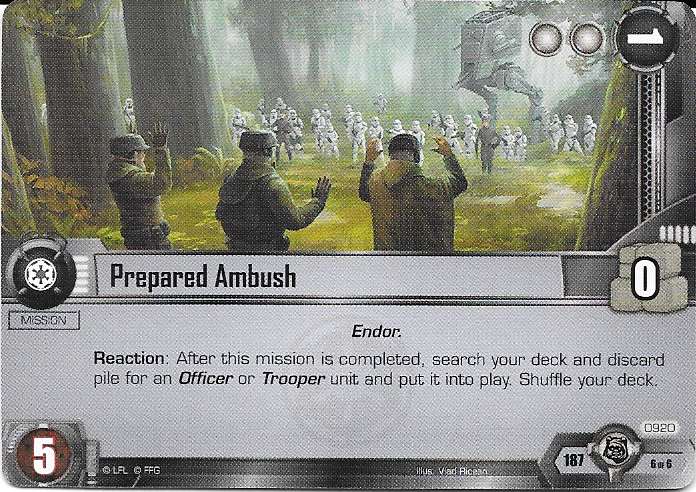 1
Prepared Ambush
0
MISSION
Endor.
Reaction: After this mission is completed, search your deck and discard
pile for an Officer or Trooper unit and put it into play. Shuffle your deck.
5
© LFL © FFG
Illus. Vlad Ricean
0920
187
6 OF 6